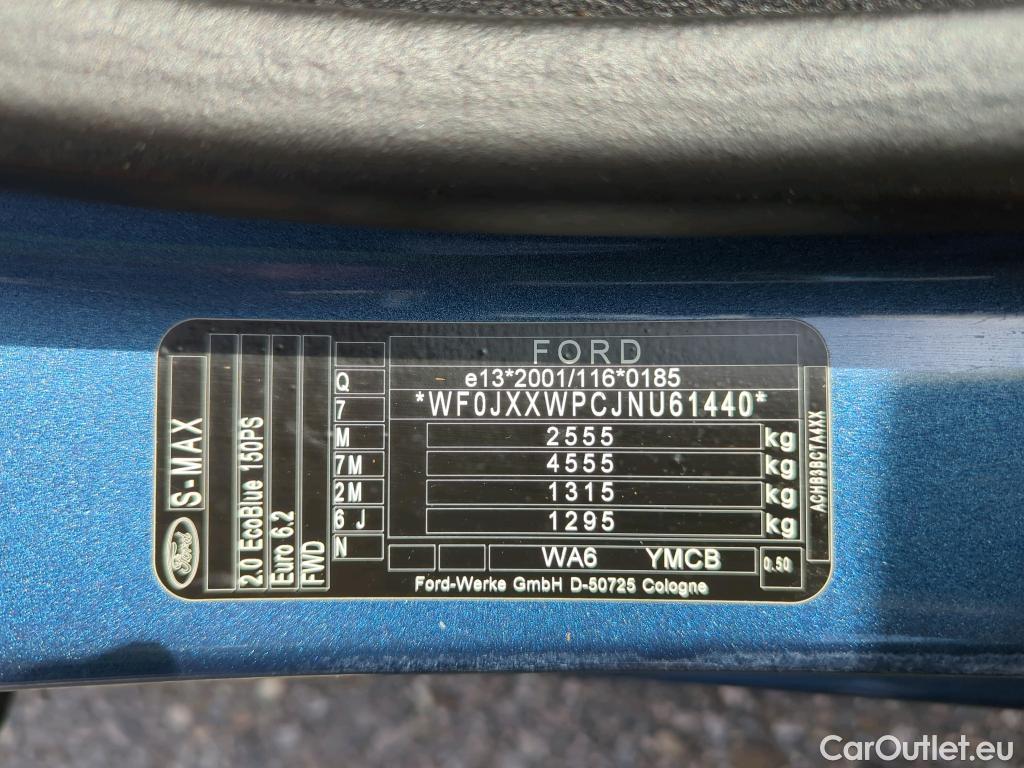 FORD
e13*2001/116*0185
*WF0JXXWPCJNU61440*
2555 kg
4555 kg
1315 kg
1295 kg
WA6 YMCB
0.50
Ford-Werke GmbH D-50725 Cologne
Q
7
M
7M
2M
6 J
N
Ford
S-MAX
2.0 EcoBlue 150PS
Euro 6.2
FWD
ACHB3BC7A4XX
CarOutlet.eu